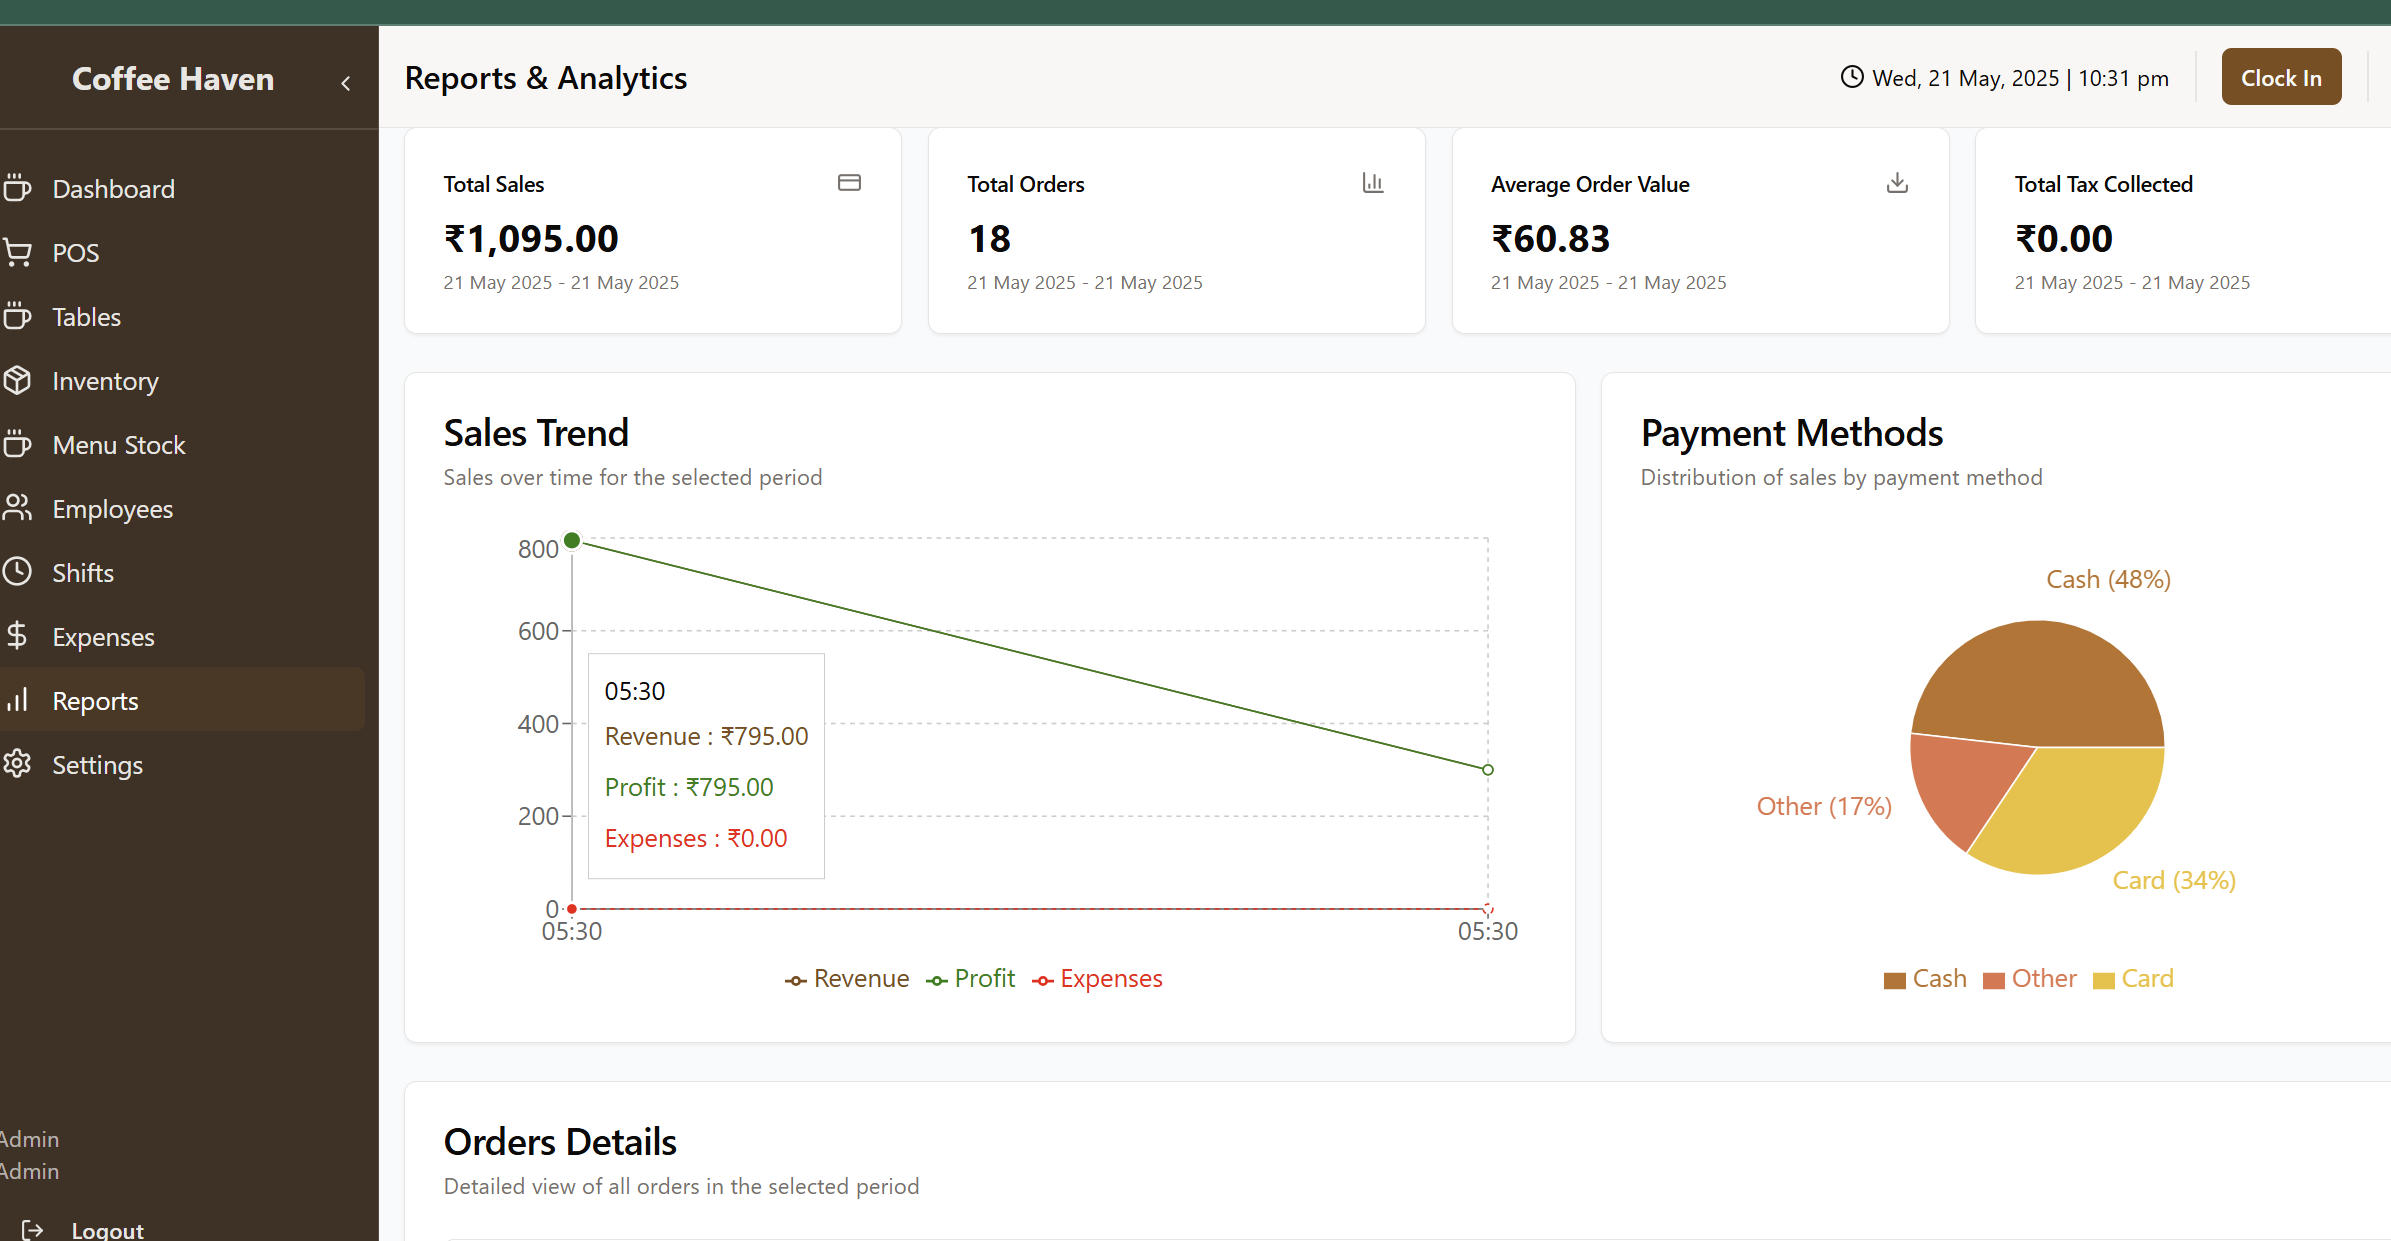 Coffee Haven
Dashboard
POS
Tables
Inventory
Menu Stock
Employees
Shifts
Expenses
Reports
Settings
Admin
Admin
Logout
Reports & Analytics
Wed, 21 May, 2025 | 10:31 pm
Clock In
Total Sales
₹1,095.00
21 May 2025 - 21 May 2025
Total Orders
18
21 May 2025 - 21 May 2025
Average Order Value
₹60.83
21 May 2025 - 21 May 2025
Total Tax Collected
₹0.00
21 May 2025 - 21 May 2025
Sales Trend
Sales over time for the selected period
800
600
400
200
0
05:30
Revenue : ₹795.00
Profit : ₹795.00
Expenses : ₹0.00
05:30 05:30
Revenue Profit Expenses
Payment Methods
Distribution of sales by payment method
Cash (48%)
Other (17%)
Card (34%)
Cash Other Card
Orders Details
Detailed view of all orders in the selected period